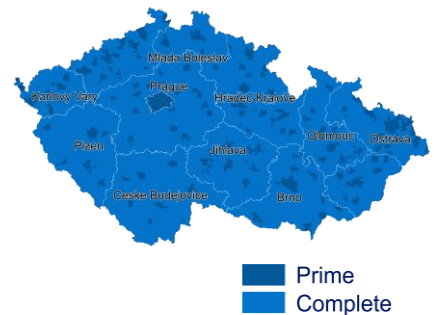 Mlada Boleslav
Prague
Karlovy Vary
Hradec Kralove
Olomouc
Ostrava
Plzen
Jihlava
Ceske Budejovice
Brno
Prime
Complete